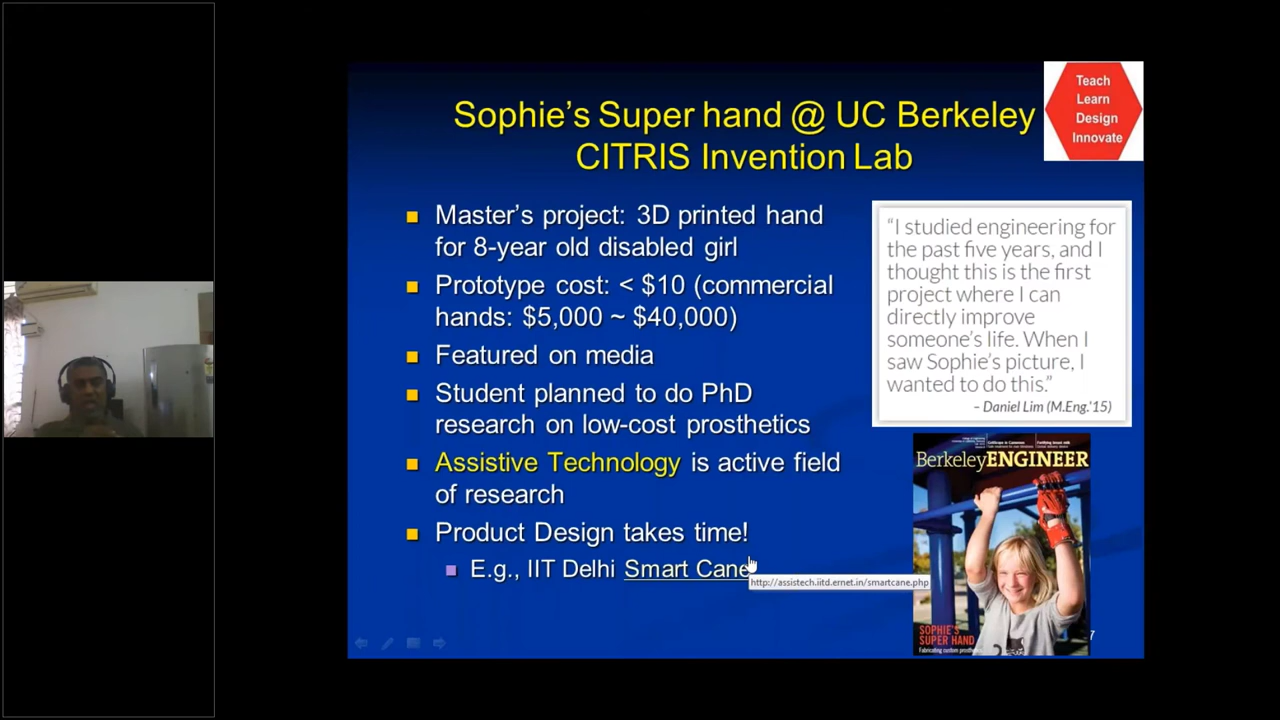 Sophie's Super hand @ UC Berkeley
CITRIS Invention Lab
Teach
Learn
Design
Innovate
Master's project: 3D printed hand
for 8-year old disabled girl
Prototype cost: < $10 (commercial
hands: $5,000 ~ $40,000)
Featured on media
Student planned to do PhD
research on low-cost prosthetics
Assistive Technology is active field
of research
Product Design takes time!
E.g., IIT Delhi Smart Cane
http://assistech.iitd.ernet.in/smartcane.php
“I studied engineering for
the past five years, and I
thought this is the first
project where I can
directly improve
someone's life. When I
saw Sophie's picture, I
wanted to do this.”
– Daniel Lim (M.Eng.'15)
BerkeleyENGINEER
SOPHIE'S
SUPER HAND
Fabricating custom
7